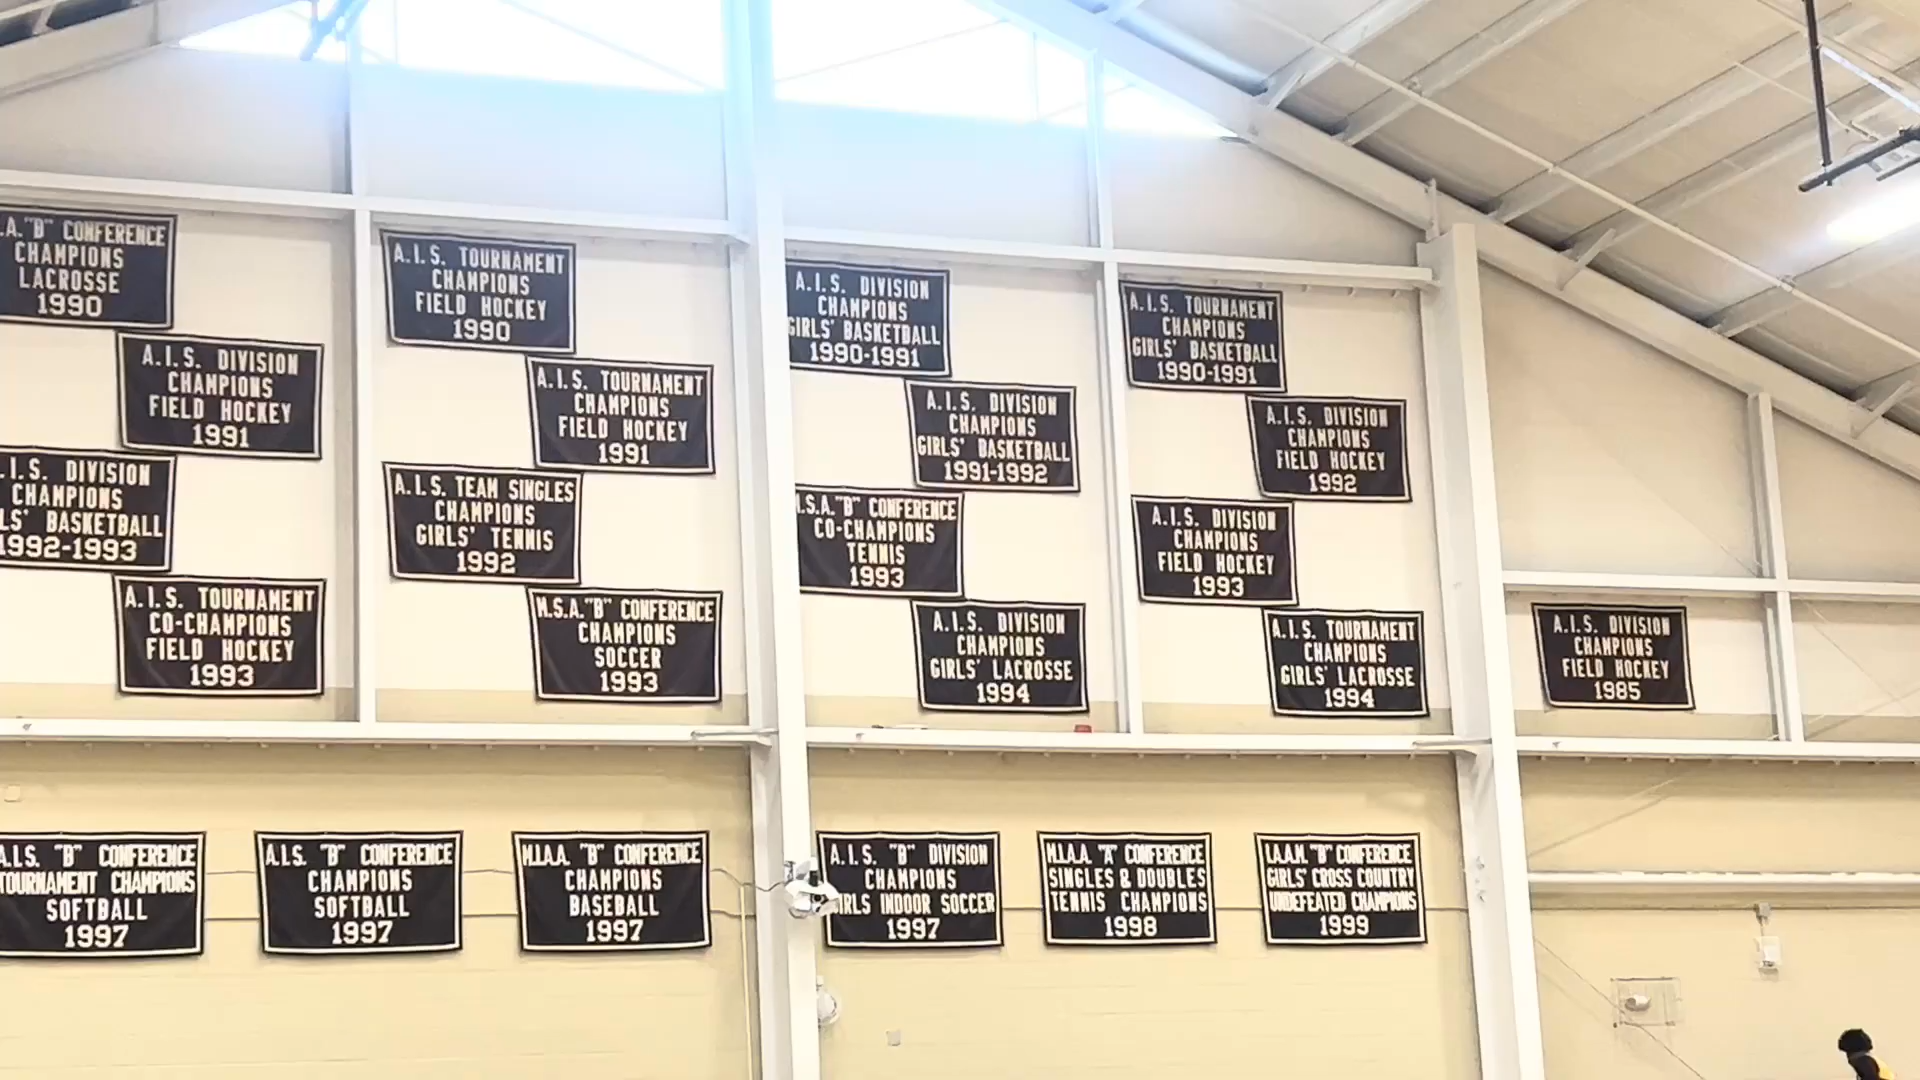 .A. "B" CONFERENCE
CHAMPIONS
LACROSSE
1990
A.I.S. TOURNAMENT
CHAMPIONS
FIELD HOCKEY
1990
A.I.S. DIVISION
CHAMPIONS
GIRLS' BASKETBALL
1990-1991
A.I.S. TOURNAMENT
CHAMPIONS
GIRLS' BASKETBALL
1990-1991
A.I.S. DIVISION
CHAMPIONS
FIELD HOCKEY
1991
A.I.S. TOURNAMENT
CHAMPIONS
FIELD HOCKEY
1991
A.I.S. DIVISION
CHAMPIONS
GIRLS' BASKETBALL
1991-1992
A.I.S. DIVISION
CHAMPIONS
FIELD HOCKEY
1992
.I.S. DIVISION
CHAMPIONS
LS' BASKETBALL
1992-1993
A.I.S. TEAM SINGLES
CHAMPIONS
GIRLS' TENNIS
1992
.S.A. "B" CONFERENCE
CO-CHAMPIONS
TENNIS
1993
A.I.S. DIVISION
CHAMPIONS
FIELD HOCKEY
1993
A.I.S. TOURNAMENT
CO-CHAMPIONS
FIELD HOCKEY
1993
M.S.A. "B" CONFERENCE
CHAMPIONS
SOCCER
1993
A.I.S. DIVISION
CHAMPIONS
GIRLS' LACROSSE
1994
A.I.S. TOURNAMENT
CHAMPIONS
GIRLS' LACROSSE
1994
A.I.S. DIVISION
CHAMPIONS
FIELD HOCKEY
1985
A.I.S. "B" CONFERENCE
TOURNAMENT CHAMPIONS
SOFTBALL
1997
A.I.S. "B" CONFERENCE
CHAMPIONS
SOFTBALL
1997
M.I.A.A. "B" CONFERENCE
CHAMPIONS
BASEBALL
1997
A.I.S. "B" DIVISION
CHAMPIONS
GIRLS INDOOR SOCCER
1997
M.I.A.A. "A" CONFERENCE
SINGLES & DOUBLES
TENNIS CHAMPIONS
1998
I.A.A.M. "B" CONFERENCE
GIRLS' CROSS COUNTRY
UNDEFEATED CHAMPIONS
1999